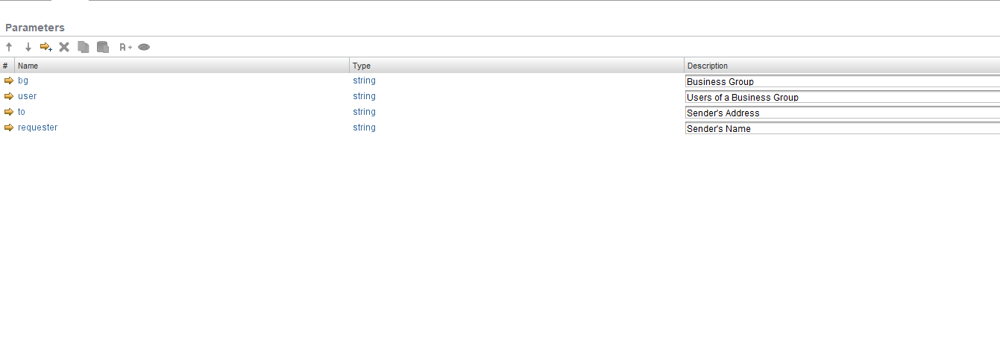 Parameters
A+
# Name Type Description
bg string Business Group
user string Users of a Business Group
to string Sender's Address
requester string Sender's Name